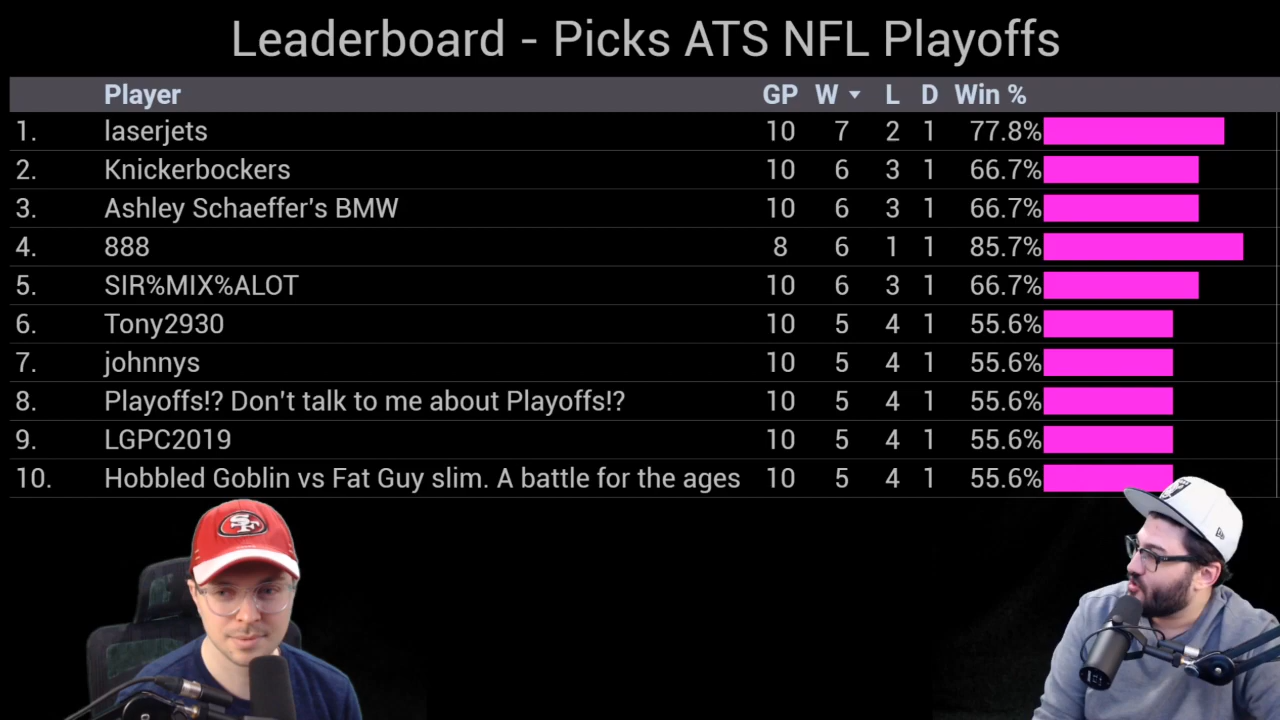 Leaderboard - Picks ATS NFL Playoffs
Player GP W L D Win %
1. laserjets 10 7 2 1 77.8%
2. Knickerbockers 10 6 3 1 66.7%
3. Ashley Schaeffer's BMW 10 6 3 1 66.7%
4. 888 8 6 1 1 85.7%
5. SIR%MIX%ALOT 10 6 3 1 66.7%
6. Tony2930 10 5 4 1 55.6%
7. johnnys 10 5 4 1 55.6%
8. Playoffs!? Don't talk to me about Playoffs!? 10 5 4 1 55.6%
9. LGPC2019 10 5 4 1 55.6%
10. Hobbled Goblin vs Fat Guy slim. A battle for the ages 10 5 4 1 55.6%
SF